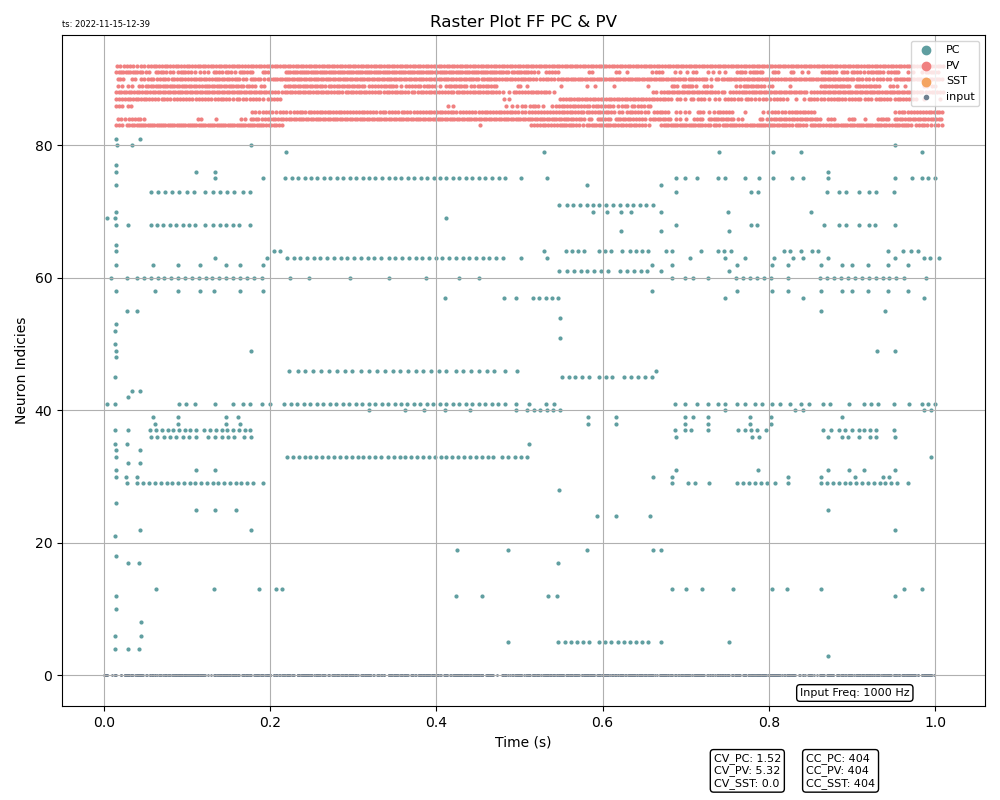 ts: 2022-11-15-12-39
Raster Plot FF PC & PV
PC
PV
SST
input
Neuron Indicies
80
60
40
20
0
Input Freq: 1000 Hz
0.0 0.2 0.4 0.6 0.8 1.0
Time (s)
CV_PC: 1.52
CV_PV: 5.32
CV_SST: 0.0
CC_PC: 404
CC_PV: 404
CC_SST: 404